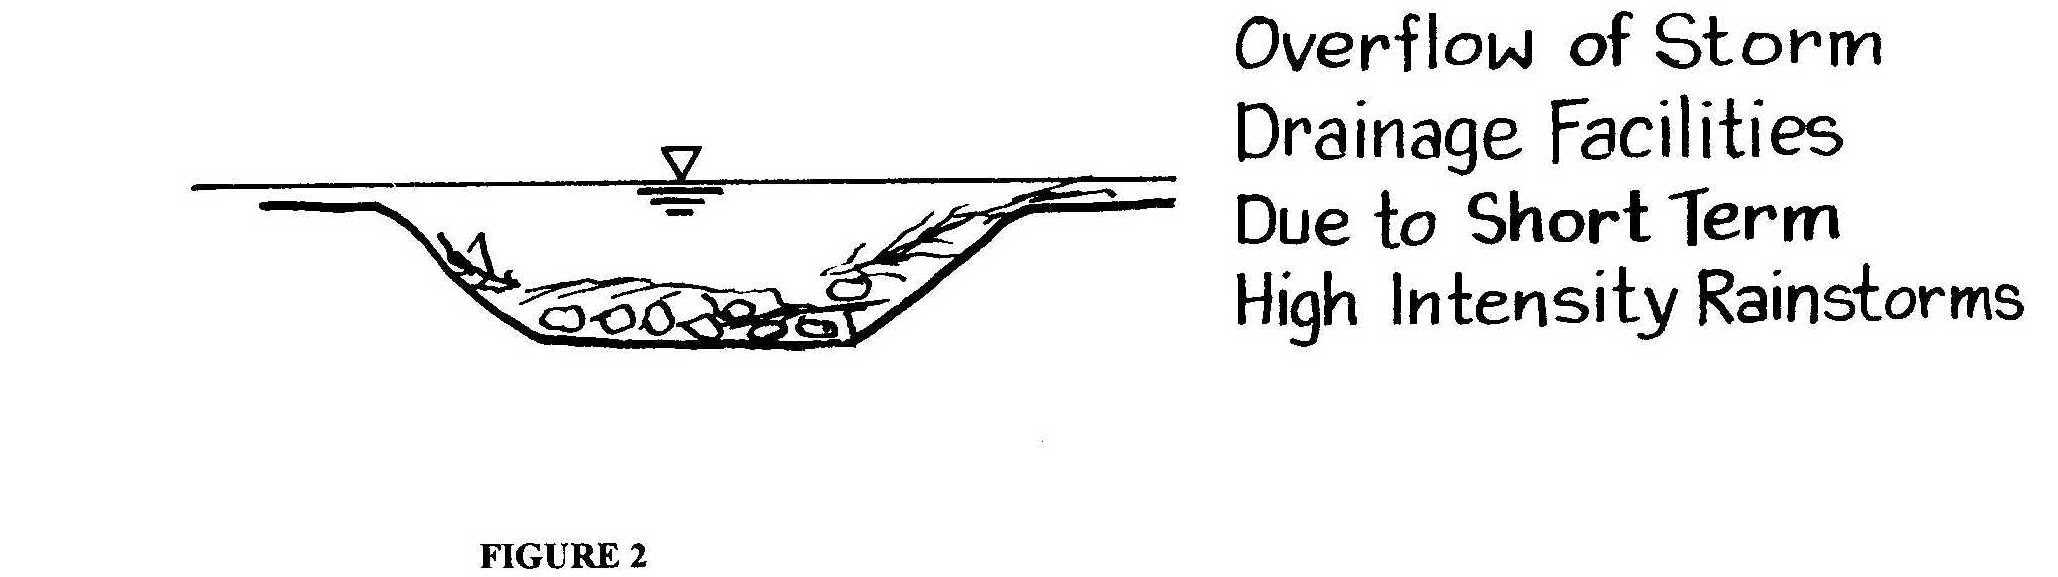 Overflow of Storm
Drainage Facilities
Due to Short Term
High Intensity Rainstorms
FIGURE 2